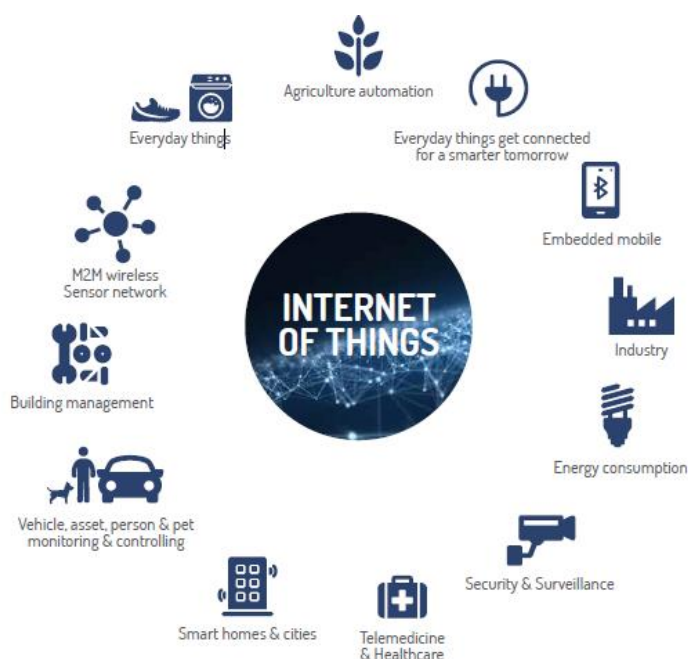 Agriculture automation
Everyday things
Everyday things get connected
for a smarter tomorrow
Embedded mobile
M2M wireless
Sensor network
INTERNET
OF THINGS
Industry
Building management
Energy consumption
Vehicle, asset, person & pet
monitoring & controlling
Security & Surveillance
Smart homes & cities
Telemedicine
& Healthcare